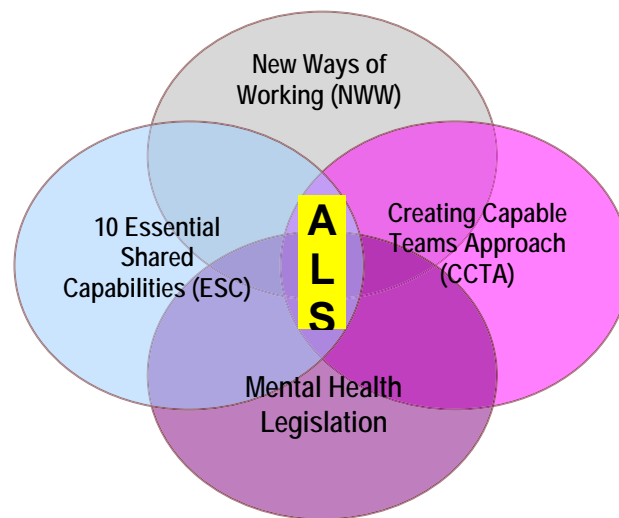 New Ways of
Working (NWW)
10 Essential
Shared
Capabilities (ESC)
A
L
S
Creating Capable
Teams Approach
(CCTA)
Mental Health
Legislation